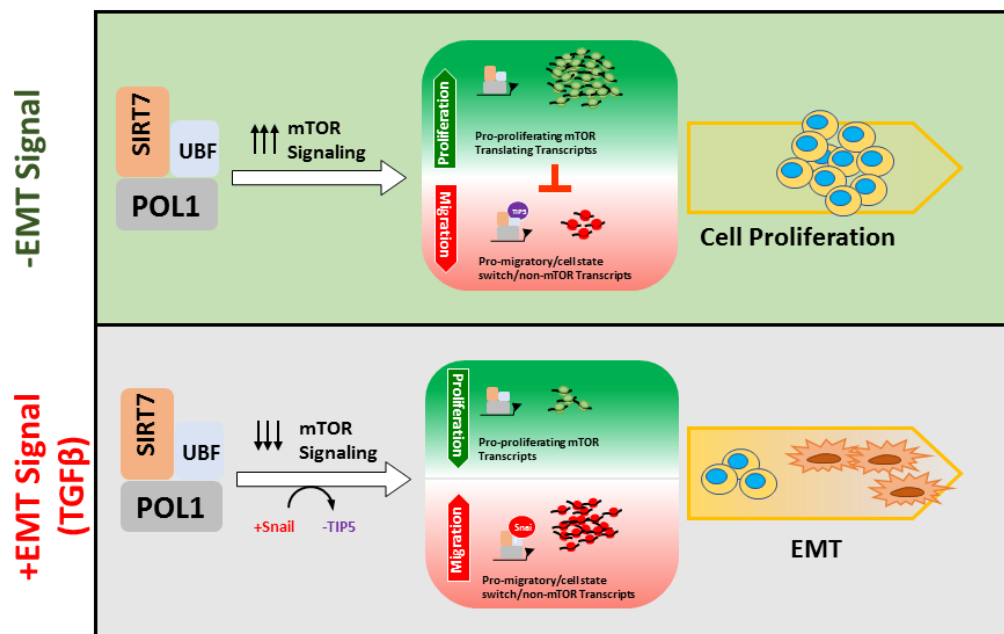 -EMT Signal
SIRT7
UBF
POL1
mTOR
Signaling
Proliferation
Pro-proliferating mTOR
Translating Transcriptss
Migration
TIP5
Pro-migratory/cell state
switch/non-mTOR Transcripts
Cell Proliferation
+EMT Signal
(TGFβ)
SIRT7
UBF
POL1
mTOR
Signaling
+Snail
-TIP5
Proliferation
Pro-proliferating mTOR
Transcripts
Migration
Snai
Pro-migratory/cell state
switch/non-mTOR Transcripts
EMT